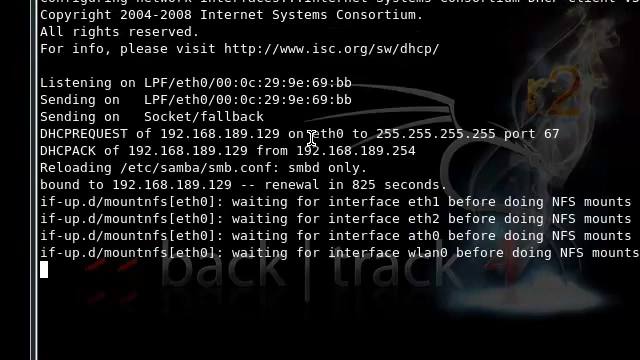 Copyright 2004-2008 Internet Systems Consortium.
All rights reserved.
For info, please visit http://www.isc.org/sw/dhcp/
Listening on LPF/eth0/00:0c:29:9e:69:bb
Sending on   LPF/eth0/00:0c:29:9e:69:bb
Sending on   Socket/fallback
DHCPREQUEST of 192.168.189.129 on eth0 to 255.255.255.255 port 67
DHCPACK of 192.168.189.129 from 192.168.189.254
Reloading /etc/samba/smb.conf: smbd only.
bound to 192.168.189.129 -- renewal in 825 seconds.
if-up.d/mountnfs[eth0]: waiting for interface eth1 before doing NFS mounts
if-up.d/mountnfs[eth0]: waiting for interface eth2 before doing NFS mounts
if-up.d/mountnfs[eth0]: waiting for interface ath0 before doing NFS mounts
if-up.d/mountnfs[eth0]: waiting for interface wlan0 before doing NFS mounts
<< back | track 4
r2